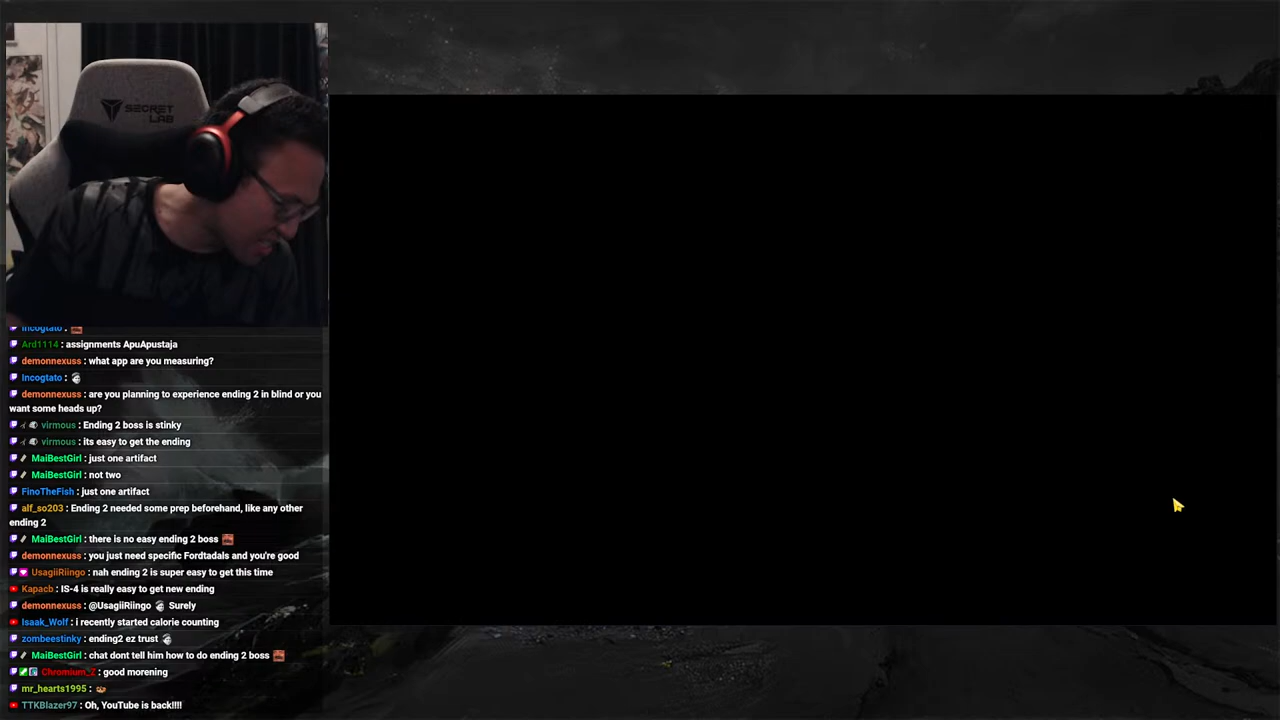 SECRET
LAB
Incogtato :
Ard1114 : assignments ApuApustaja
demonnexuss : what app are you measuring?
Incogtato :
demonnexuss : are you planning to experience ending 2 in blind or you
want some heads up?
virmous : Ending 2 boss is stinky
virmous : its easy to get the ending
MaiBestGirl : just one artifact
MaiBestGirl : not two
FinoTheFish : just one artifact
alf_so203 : Ending 2 needed some prep beforehand, like any other
ending 2
MaiBestGirl : there is no easy ending 2 boss
demonnexuss : you just need specific Fordtadals and you're good
UsagiiRiingo : nah ending 2 is super easy to get this time
Kapacb : IS-4 is really easy to get new ending
demonnexuss : @UsagiiRiingo Surely
Isaak_Wolf : i recently started calorie counting
zombeestinky : ending2 ez trust
MaiBestGirl : chat dont tell him how to do ending 2 boss
Chromium_Z : good morening
mr_hearts1995 :
TTKBlazer97 : Oh, YouTube is back!!!!